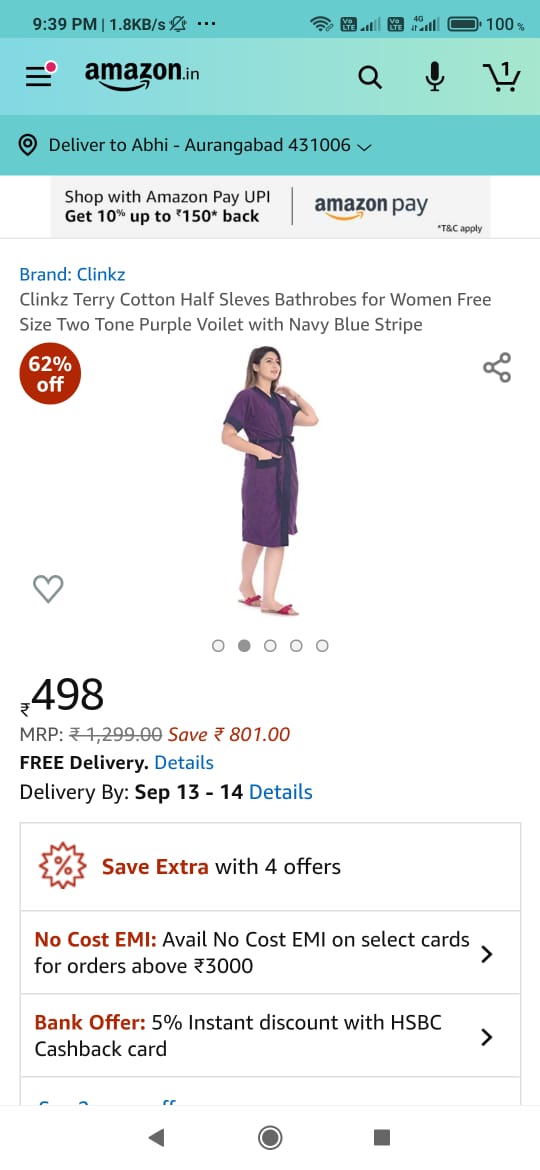 9:39 PM | 1.8KB/s ...
Vo LTE Vo LTE 4G 100 %
amazon.in
1
Deliver to Abhi - Aurangabad 431006
Shop with Amazon Pay UPI
Get 10% up to ₹150* back
amazon pay
*T&C apply
Brand: Clinkz
Clinkz Terry Cotton Half Sleves Bathrobes for Women Free
Size Two Tone Purple Voilet with Navy Blue Stripe
62%
off
₹498
MRP: ₹ 1,299.00 Save ₹ 801.00
FREE Delivery. Details
Delivery By: Sep 13 - 14 Details
% Save Extra with 4 offers
No Cost EMI: Avail No Cost EMI on select cards
for orders above ₹3000
Bank Offer: 5% Instant discount with HSBC
Cashback card